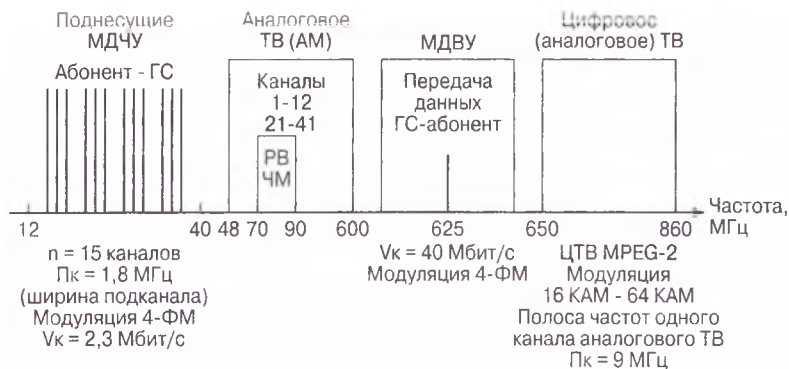 Поднесущие
МДЧУ
Абонент - ГС
Аналоговое
ТВ (АМ)
Каналы
1-12
21-41
РВ
ЧМ
МДВУ
Передача
данных
ГС-абонент
Цифровое
(аналоговое) ТВ
Частота,
МГц
12
40
48
70
90
600
625
650
860
n = 15 каналов
Пк = 1,8 МГц
(ширина подканала)
Модуляция 4-ФМ
Vк = 2,3 Мбит/с
Vк = 40 Мбит/с
Модуляция 4-ФМ
ЦТВ MPEG-2
Модуляция
16 КАМ - 64 КАМ
Полоса частот одного
канала аналогового ТВ
Пк = 9 МГц